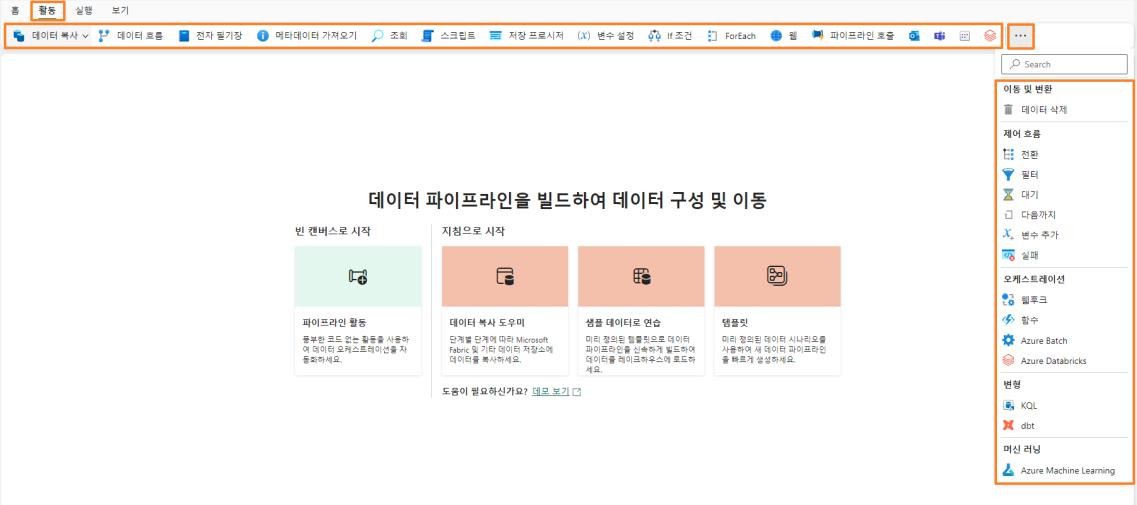 홈 활동 실행 보기
데이터 복사 데이터 흐름 전자 필기장 메타데이터 가져오기 조회 스크립트 저장 프로시저 (x) 변수 설정 If 조건 ForEach 웹 파이프라인 호출 ...
Search
이동 및 변환
데이터 삭제
제어 흐름
전환
필터
대기
다음까지
변수 추가
실패
오케스트레이션
웹후크
함수
Azure Batch
Azure Databricks
변형
KQL
dbt
머신 러닝
Azure Machine Learning
데이터 파이프라인을 빌드하여 데이터 구성 및 이동
빈 캔버스로 시작
파이프라인 활동
풍부한 코드 없는 활동을 사용하
여 데이터 오케스트레이션을 자
동화하세요.
지침으로 시작
데이터 복사 도우미
단계별 단계에 따라 Microsoft
Fabric 및 기타 데이터 저장소에
데이터를 복사하세요.
샘플 데이터로 연습
미리 정의된 템플릿으로 데이터
파이프라인을 신속하게 빌드하여
데이터를 레이크하우스에 로드하
세요.
템플릿
미리 정의된 데이터 시나리오를
사용하여 새 데이터 파이프라인
을 빠르게 생성하세요.
도움이 필요하신가요? 데모 보기